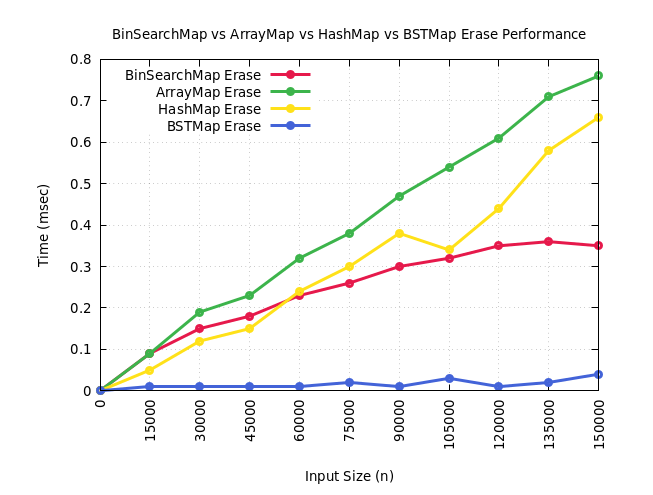 BinSearchMap vs ArrayMap vs HashMap vs BSTMap Erase Performance
0.8
0.7
0.6
0.5
0.4
0.3
0.2
0.1
0
Time (msec)
BinSearchMap Erase
ArrayMap Erase
HashMap Erase
BSTMap Erase
0
15000
30000
45000
60000
75000
90000
105000
120000
135000
150000
Input Size (n)